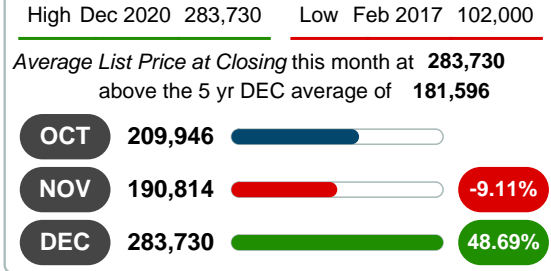 High Dec 2020 283,730 Low Feb 2017 102,000
Average List Price at Closing this month at 283,730
above the 5 yr DEC average of 181,596
OCT 209,946
NOV 190,814 -9.11%
DEC 283,730 48.69%